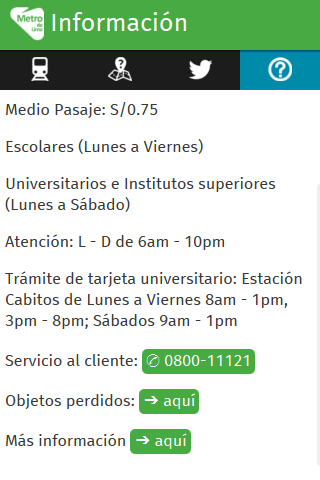 Metro
de
Lima
Información
Medio Pasaje: S/0.75
Escolares (Lunes a Viernes)
Universitarios e Institutos superiores
(Lunes a Sábado)
Atención: L - D de 6am - 10pm
Trámite de tarjeta universitario: Estación
Cabitos de Lunes a Viernes 8am - 1pm,
3pm - 8pm; Sábados 9am - 1pm
Servicio al cliente: ✆ 0800-11121
Objetos perdidos: ➔ aquí
Más información ➔ aquí